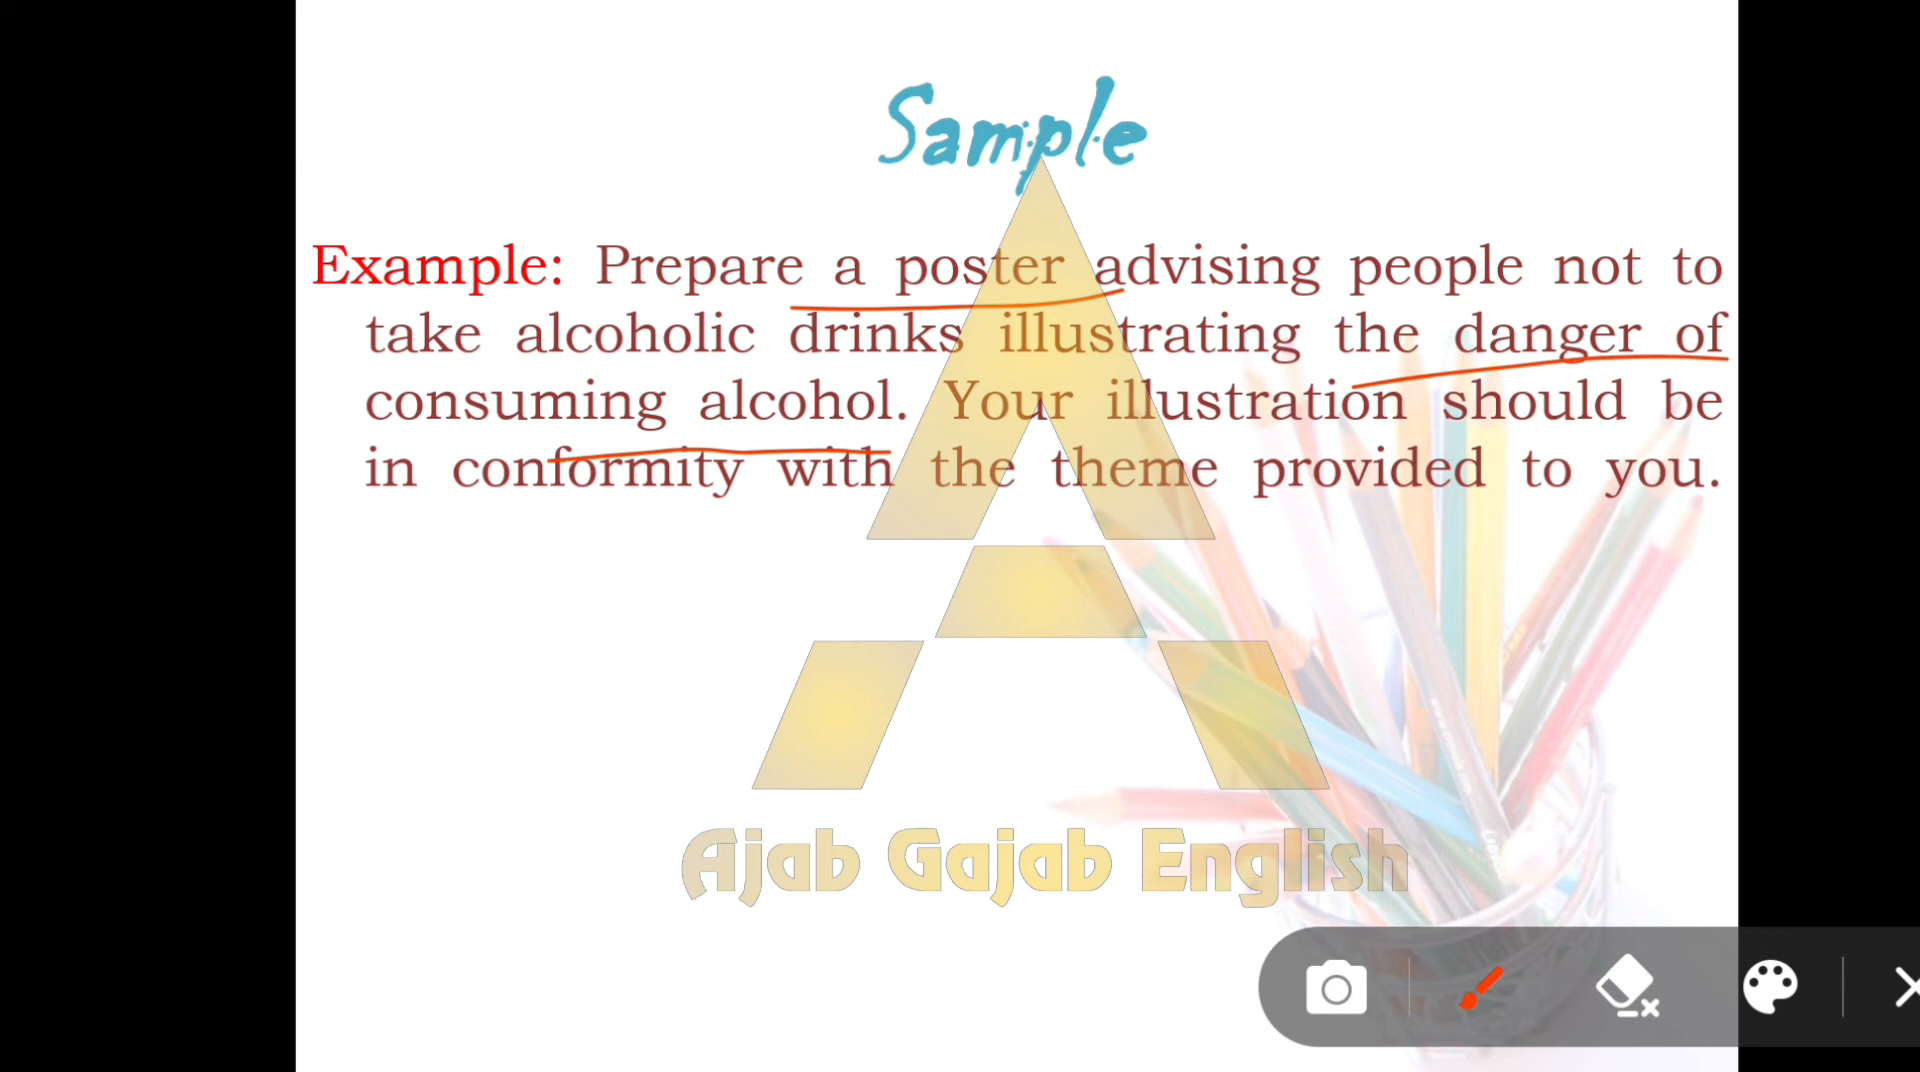 Sample
Example: Prepare a poster advising people not to
take alcoholic drinks illustrating the danger of
consuming alcohol. Your illustration should be
in conformity with the theme provided to you.
Ajab Gajab English